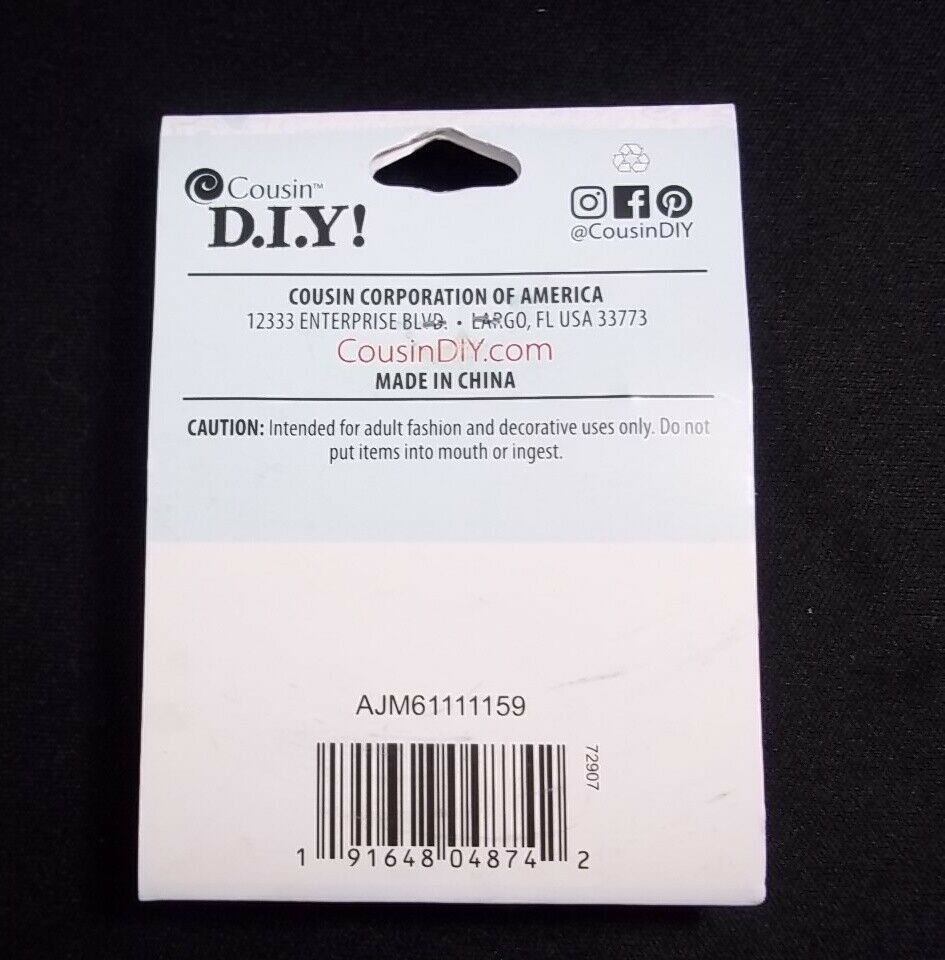 Cousin™
D.I.Y!
@CousinDIY
COUSIN CORPORATION OF AMERICA
12333 ENTERPRISE BLVD. • LARGO, FL USA 33773
CousinDIY.com
MADE IN CHINA
CAUTION: Intended for adult fashion and decorative uses only. Do not
put items into mouth or ingest.
AJM61111159
72907
1 91648 04874 2